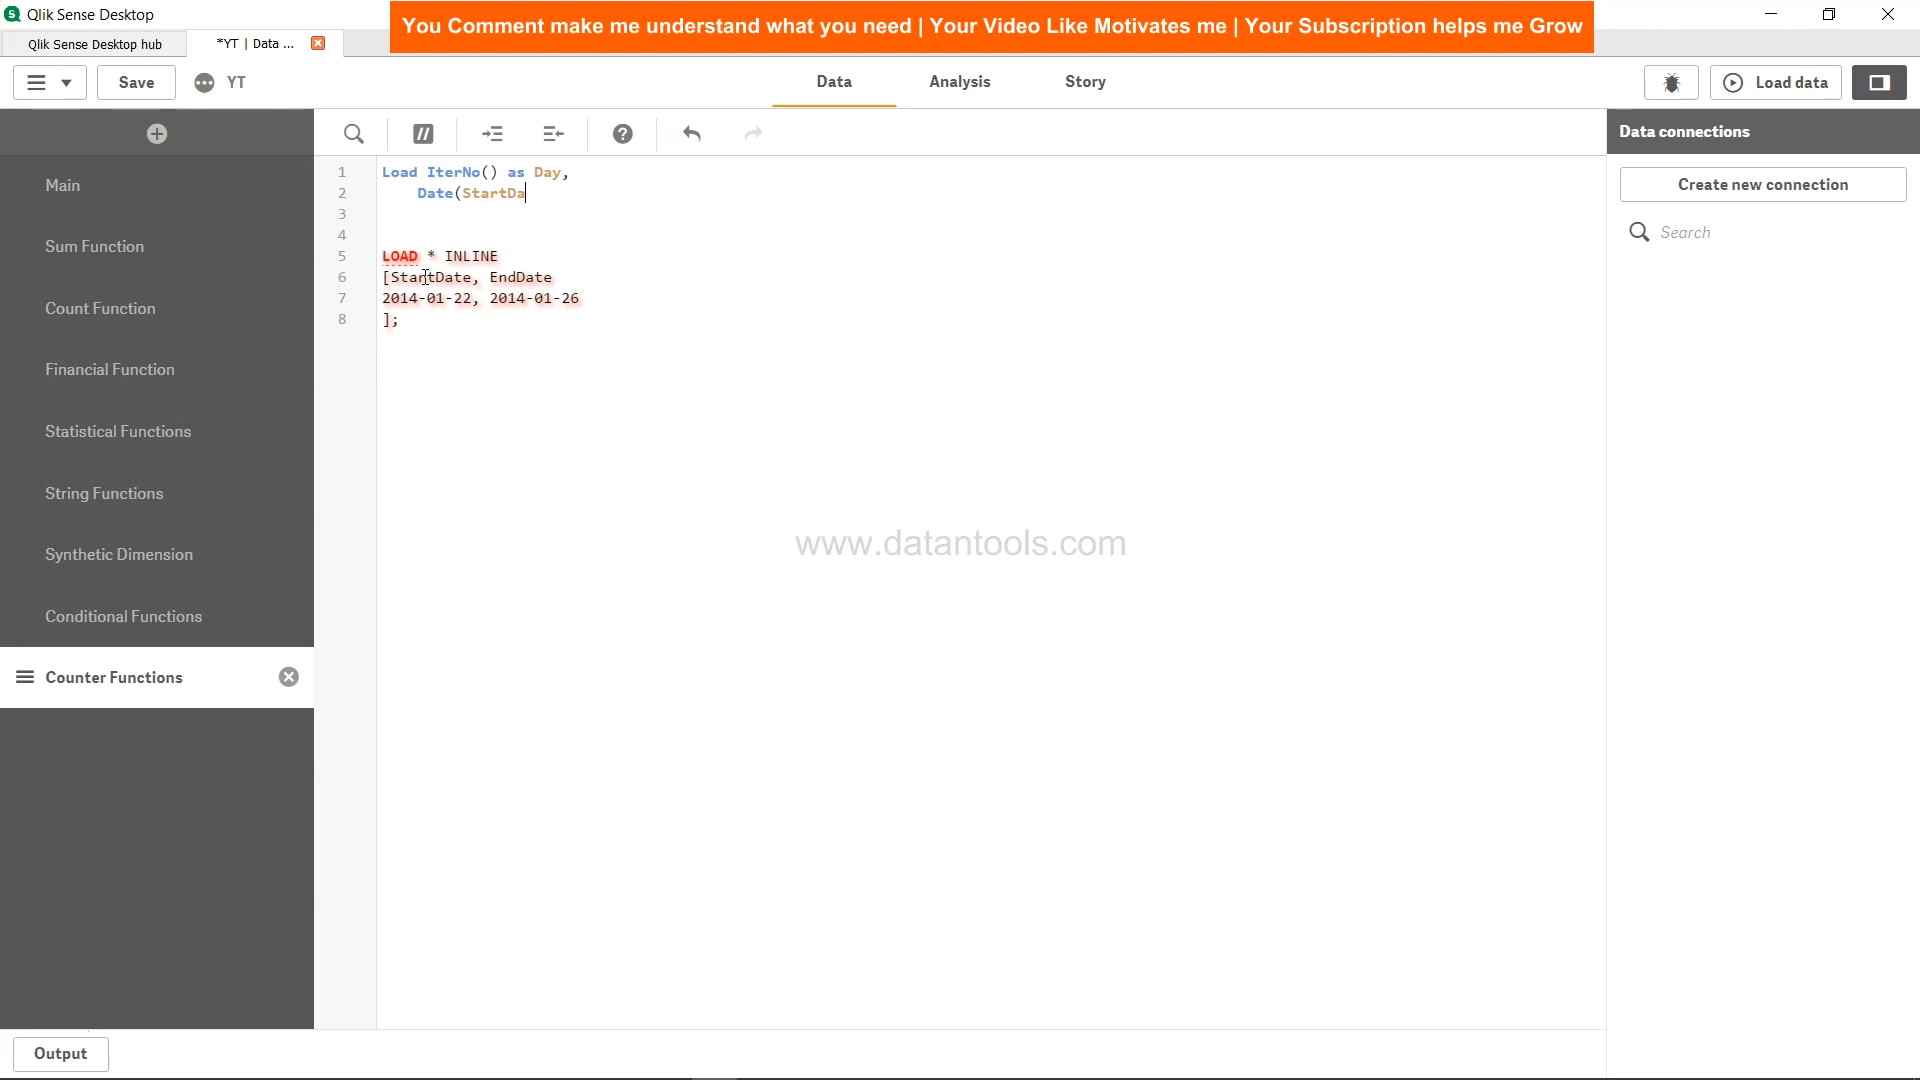 Qlik Sense Desktop
You Comment make me understand what you need | Your Video Like Motivates me | Your Subscription helps me Grow
Qlik Sense Desktop hub
*YT | Data ...
Save
YT
Data
Analysis
Story
Load data
Data connections
Create new connection
Search
Main
Sum Function
Count Function
Financial Function
Statistical Functions
String Functions
Synthetic Dimension
Conditional Functions
Counter Functions
1 Load IterNo() as Day,
2 Date(StartDa
3
4
5 LOAD * INLINE
6 [StartDate, EndDate
7 2014-01-22, 2014-01-26
8 ];
www.datantools.com
Output